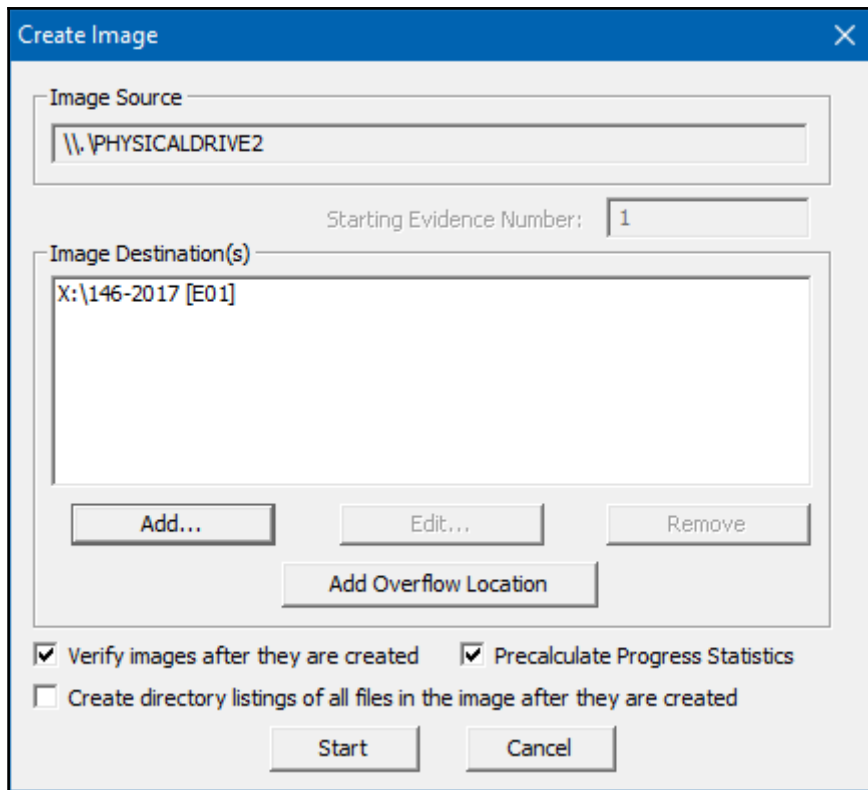 Create Image
Image Source
\\.\PHYSICALDRIVE2
Starting Evidence Number: 1
Image Destination(s)
X:\146-2017 [E01]
Add... Edit... Remove
Add Overflow Location
Verify images after they are created Precalculate Progress Statistics
Create directory listings of all files in the image after they are created
Start Cancel